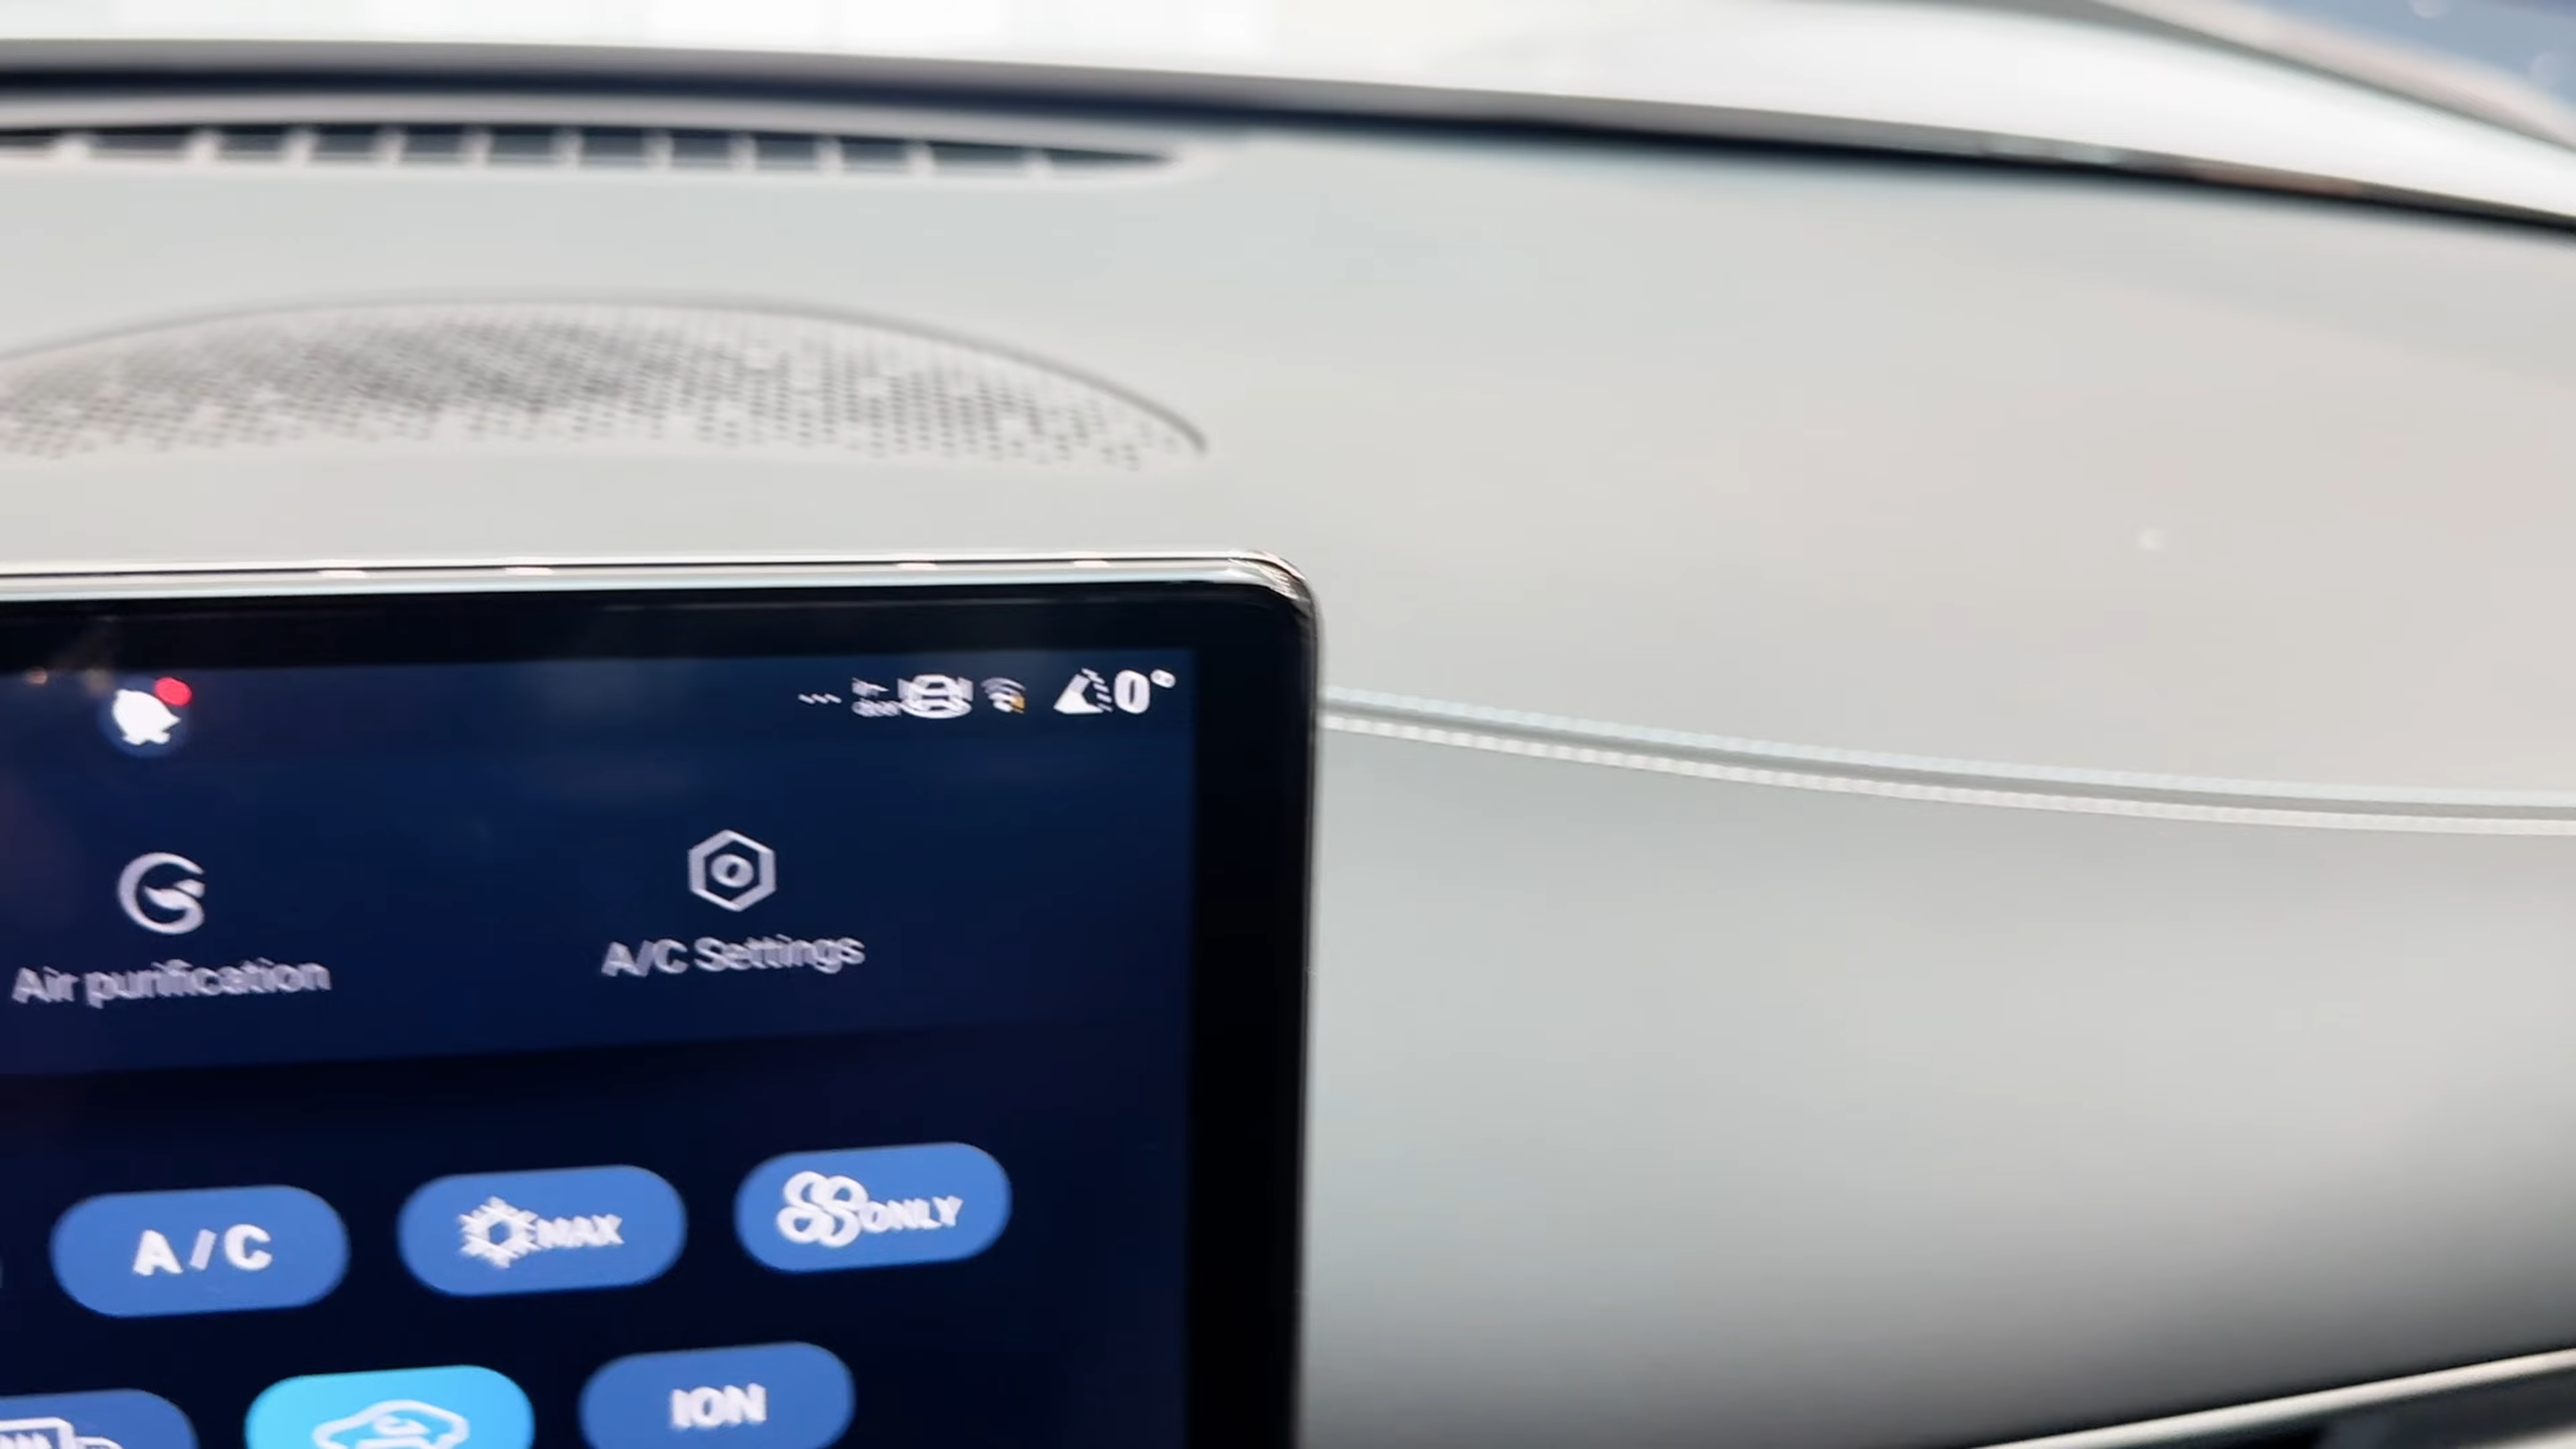 0°
Air purification
A/C Settings
A/C
MAX
ONLY
ION